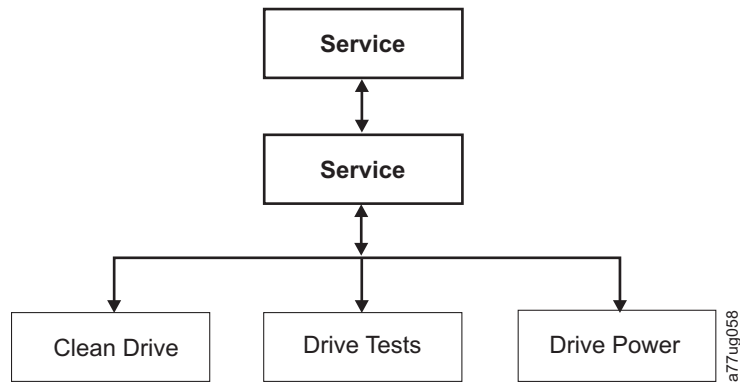 Service
Service
Clean Drive
Drive Tests
Drive Power
a77ug058